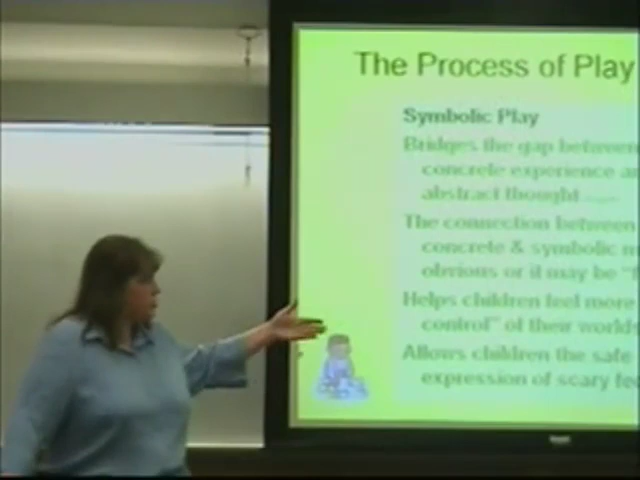 The Process of Play
Symbolic Play
Bridges the gap between
concrete experience
abstract thought
The connection between
concrete & symbolic
obvious or it may be
Helps children feel more
control" of their
Allows children the safe
expression of scary